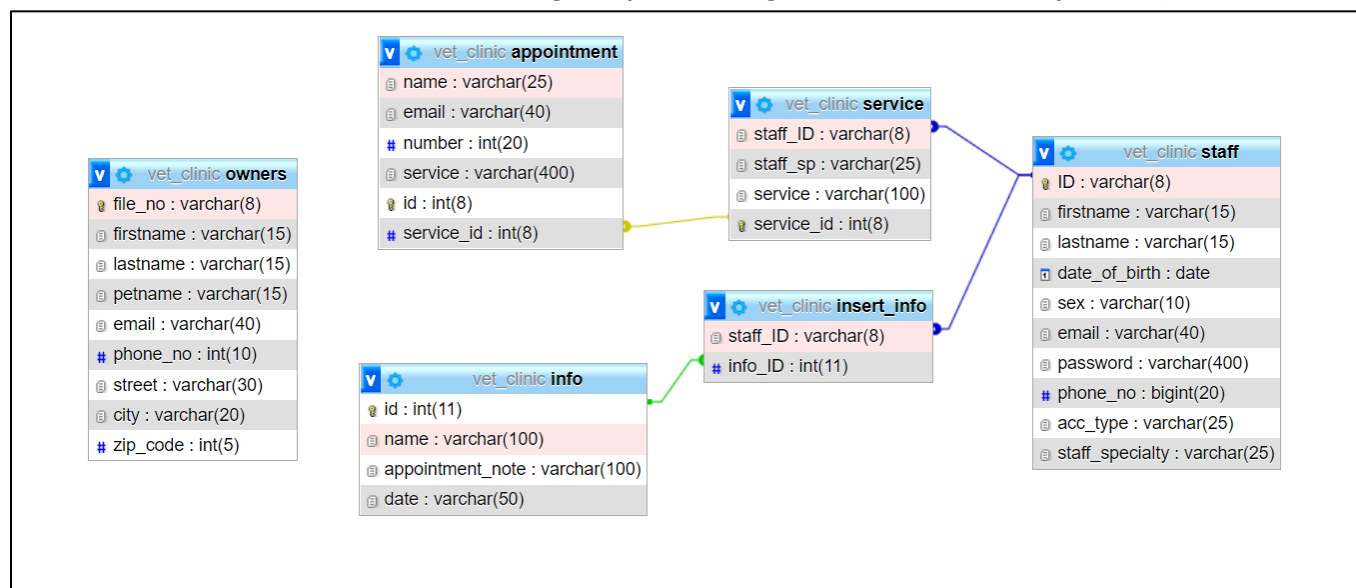 v vet_clinic appointment
name : varchar(25)
email : varchar(40)
# number : int(20)
service : varchar(400)
id : int(8)
# service_id : int(8)
v vet_clinic service
staff_ID : varchar(8)
staff_sp : varchar(25)
service : varchar(100)
service_id : int(8)
v vet_clinic staff
ID : varchar(8)
firstname : varchar(15)
lastname : varchar(15)
date_of_birth : date
sex : varchar(10)
email : varchar(40)
password : varchar(400)
# phone_no : bigint(20)
acc_type : varchar(25)
staff_specialty : varchar(25)
v vet_clinic owners
file_no : varchar(8)
firstname : varchar(15)
lastname : varchar(15)
petname : varchar(15)
email : varchar(40)
# phone_no : int(10)
street : varchar(30)
city : varchar(20)
# zip_code : int(5)
v vet_clinic insert_info
staff_ID : varchar(8)
# info_ID : int(11)
v vet_clinic info
id : int(11)
name : varchar(100)
appointment_note : varchar(100)
date : varchar(50)